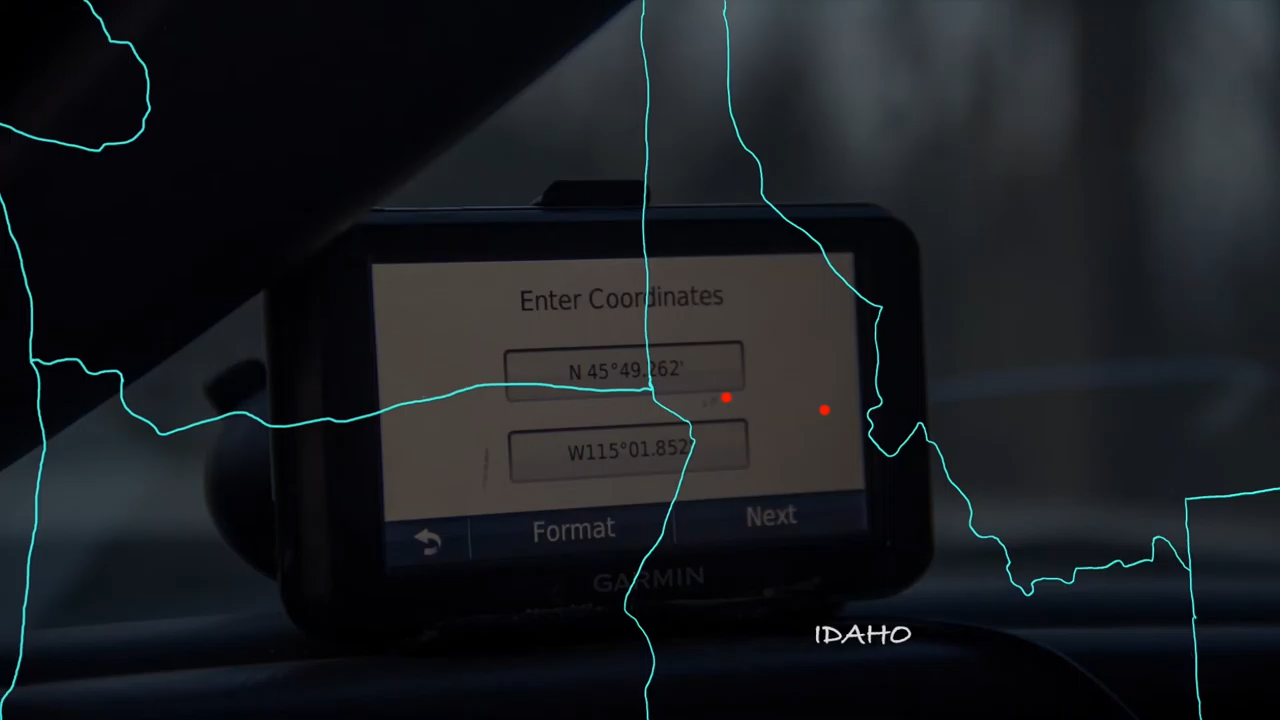 Enter Coordinates
N 45°49.262'
W115°01.852'
Format
Next
GARMIN
IDAHO